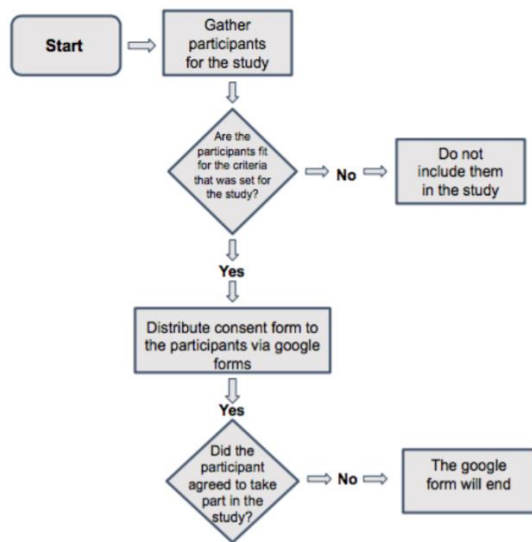 Start
Gather
participants
for the study
Are the
participants fit
for the criteria
that was set for
the study?
No
Do not
include them
in the study
Yes
Distribute consent form to
the participants via google
forms
Yes
Did the
participant
agreed to take
part in the
study?
No
The google
form will end